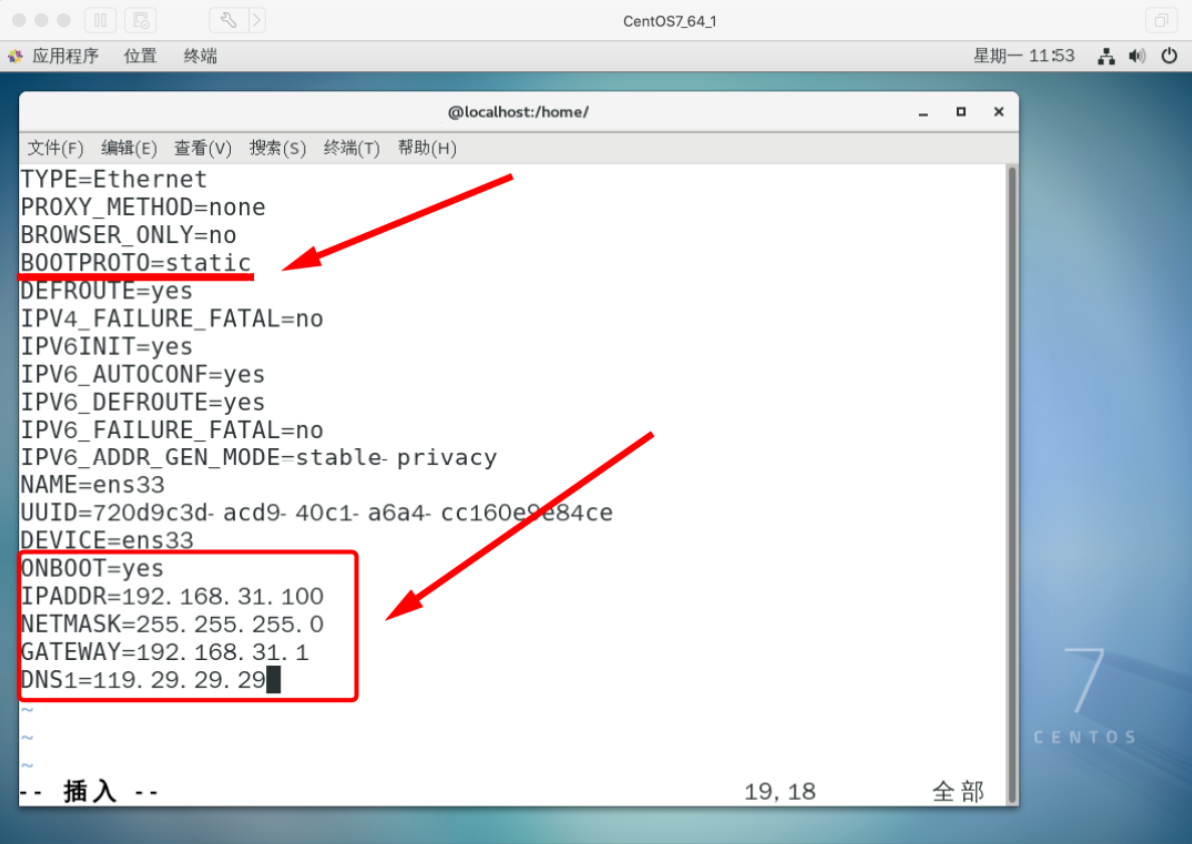 CentOS7_64_1
应用程序 位置 终端 星期一 11:53
@localhost:/home/
文件(F) 编辑(E) 查看(V) 搜索(S) 终端(T) 帮助(H)
TYPE=Ethernet
PROXY_METHOD=none
BROWSER_ONLY=no
BOOTPROTO=static
DEFROUTE=yes
IPV4_FAILURE_FATAL=no
IPV6INIT=yes
IPV6_AUTOCONF=yes
IPV6_DEFROUTE=yes
IPV6_FAILURE_FATAL=no
IPV6_ADDR_GEN_MODE=stable-privacy
NAME=ens33
UUID=720d9c3d-acd9-40c1-a6a4-cc160e9e84ce
DEVICE=ens33
ONBOOT=yes
IPADDR=192.168.31.100
NETMASK=255.255.255.0
GATEWAY=192.168.31.1
DNS1=119.29.29.29
~
~
~
-- 插入 -- 19,18 全部
7
CENTOS